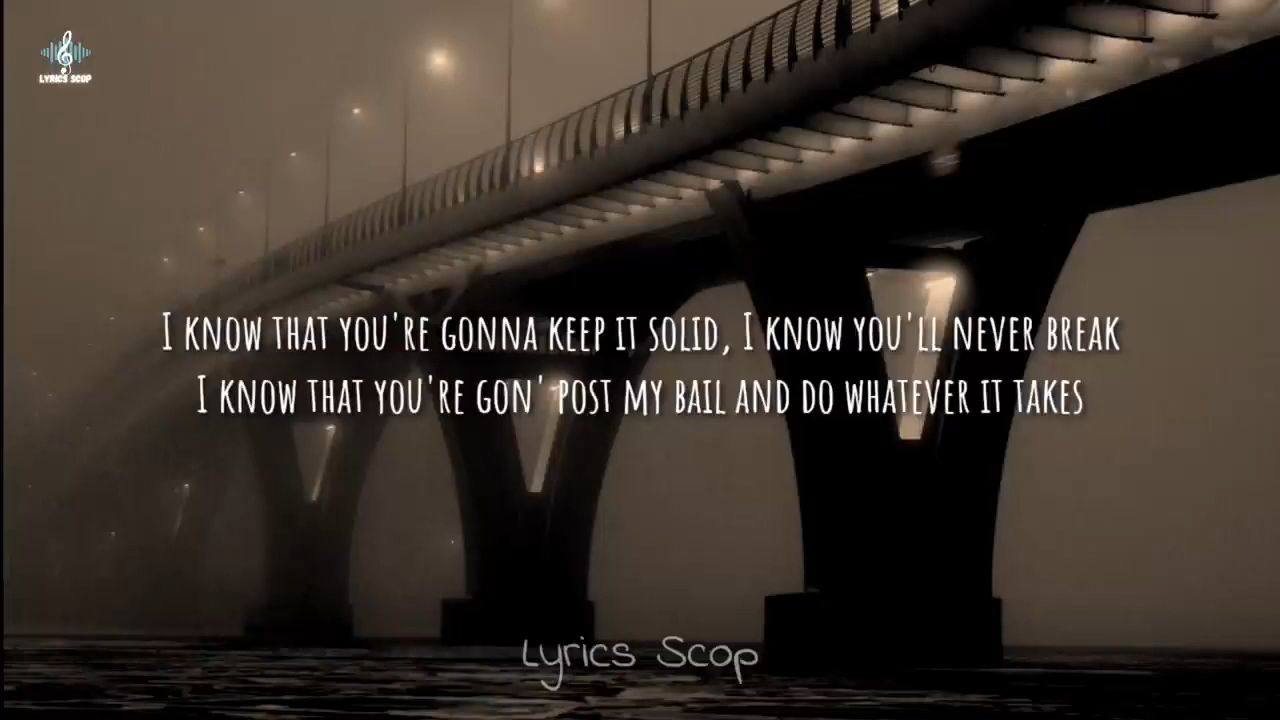 LYRICS SCOP
I KNOW THAT YOU'RE GONNA KEEP IT SOLID, I KNOW YOU'LL NEVER BREAK
I KNOW THAT YOU'RE GON' POST MY BAIL AND DO WHATEVER IT TAKES
Lyrics Scop